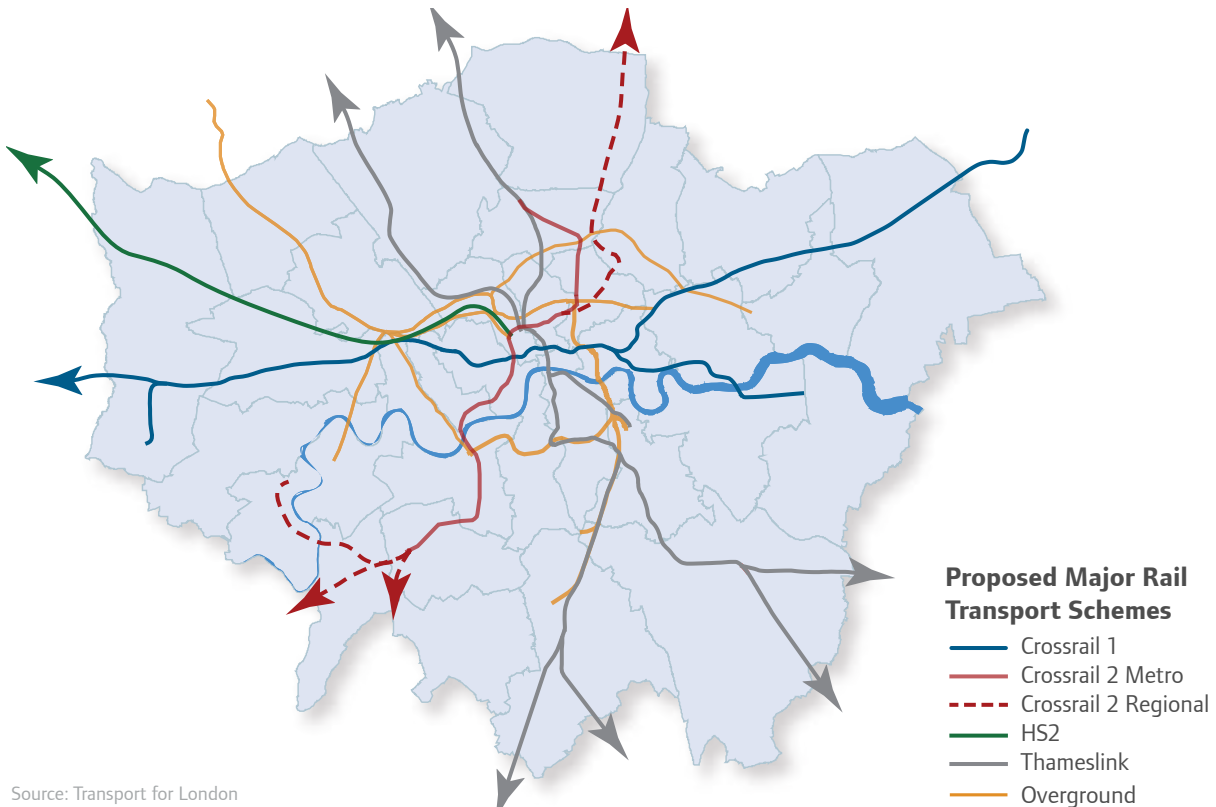 Proposed Major Rail
Transport Schemes
Crossrail 1
Crossrail 2 Metro
Crossrail 2 Regional
HS2
Thameslink
Overground
Source: Transport for London